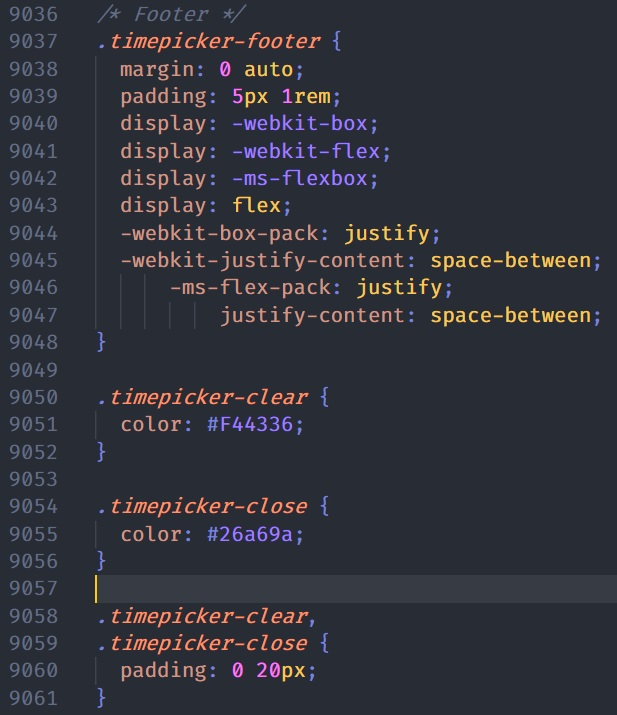 9036 /* Footer */
9037 .timepicker-footer {
9038 margin: 0 auto;
9039 padding: 5px 1rem;
9040 display: -webkit-box;
9041 display: -webkit-flex;
9042 display: -ms-flexbox;
9043 display: flex;
9044 -webkit-box-pack: justify;
9045 -webkit-justify-content: space-between;
9046 -ms-flex-pack: justify;
9047 justify-content: space-between;
9048 }
9049
9050 .timepicker-clear {
9051 color: #F44336;
9052 }
9053
9054 .timepicker-close {
9055 color: #26a69a;
9056 }
9057
9058 .timepicker-clear,
9059 .timepicker-close {
9060 padding: 0 20px;
9061 }